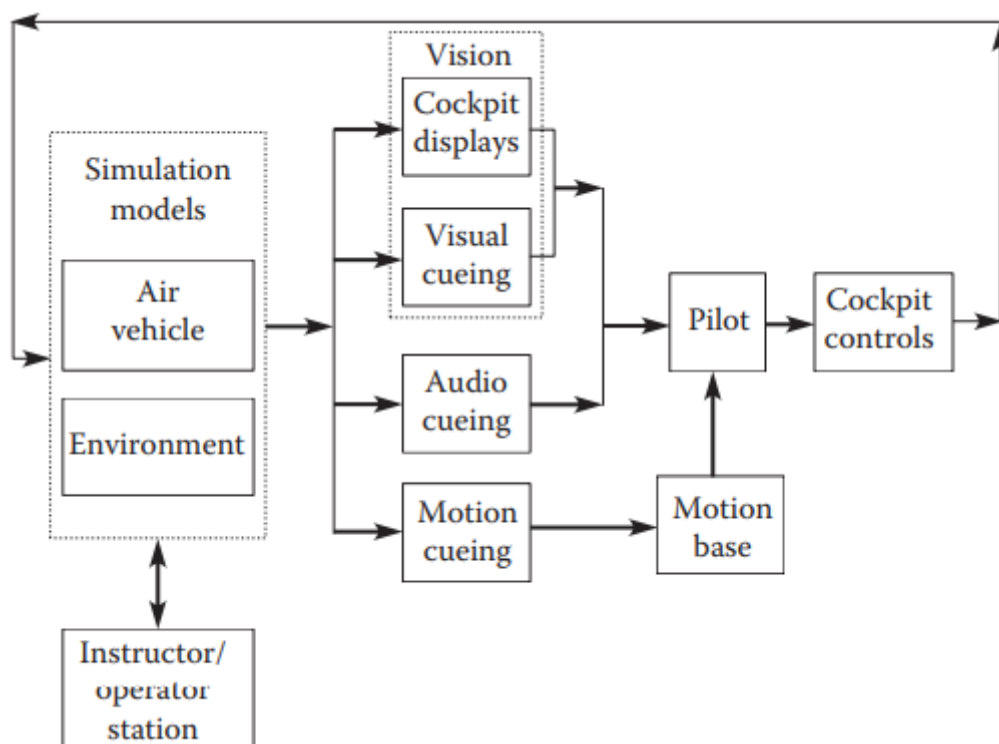 Vision
Cockpit
displays
Simulation
models
Visual
cueing
Air
vehicle
Pilot
Cockpit
controls
Audio
cueing
Environment
Motion
cueing
Motion
base
Instructor/
operator
station